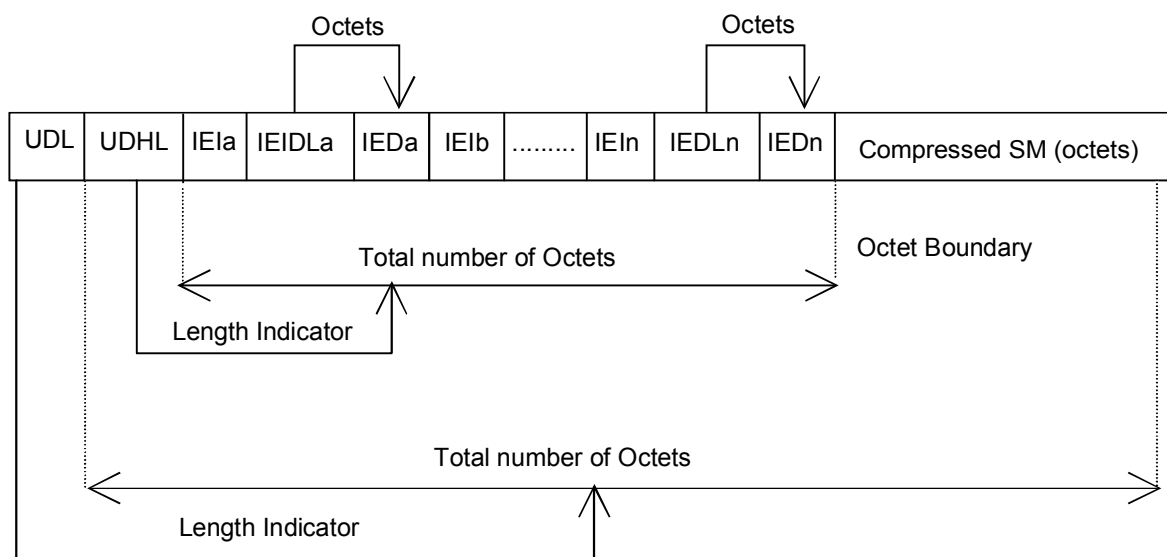 Octets Octets
UDL UDHL IEIa IEIDLa IEDa IEIb ......... IEIn IEDLn IEDn Compressed SM (octets)
Total number of Octets Octet Boundary
Length Indicator
Total number of Octets
Length Indicator